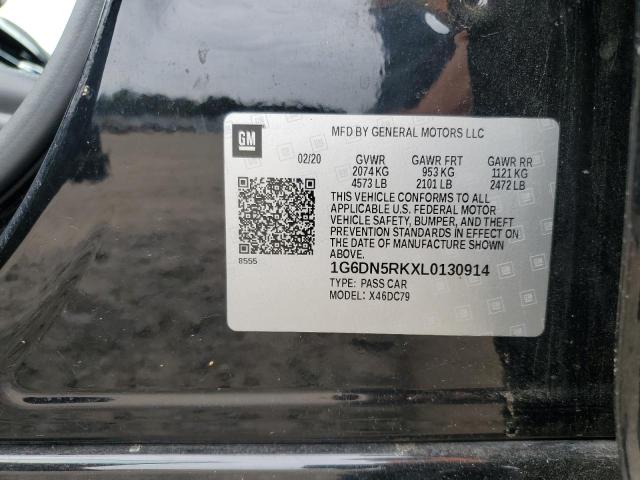 GM
MFD BY GENERAL MOTORS LLC
02/20 GVWR GAWR FRT GAWR RR
2074 KG 953 KG 1121 KG
4573 LB 2101 LB 2472 LB
THIS VEHICLE CONFORMS TO ALL
APPLICABLE U.S. FEDERAL MOTOR
VEHICLE SAFETY, BUMPER, AND THEFT
PREVENTION STANDARDS IN EFFECT ON
THE DATE OF MANUFACTURE SHOWN
ABOVE.
8555
1G6DN5RKXL0130914
TYPE: PASS CAR
MODEL: X46DC79